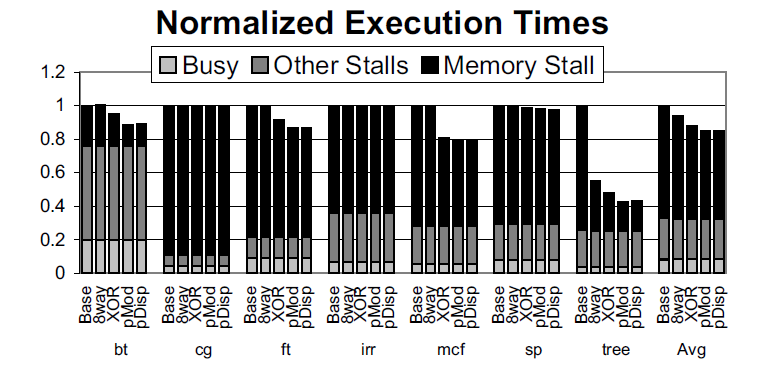 Normalized Execution Times
Busy Other Stalls Memory Stall
1.2
1
0.8
0.6
0.4
0.2
0
Base 8way XOR pMod pDisp Base 8way XOR pMod pDisp Base 8way XOR pMod pDisp Base 8way XOR pMod pDisp Base 8way XOR pMod pDisp Base 8way XOR pMod pDisp Base 8way XOR pMod pDisp Base 8way XOR pMod pDisp
bt cg ft irr mcf sp tree Avg